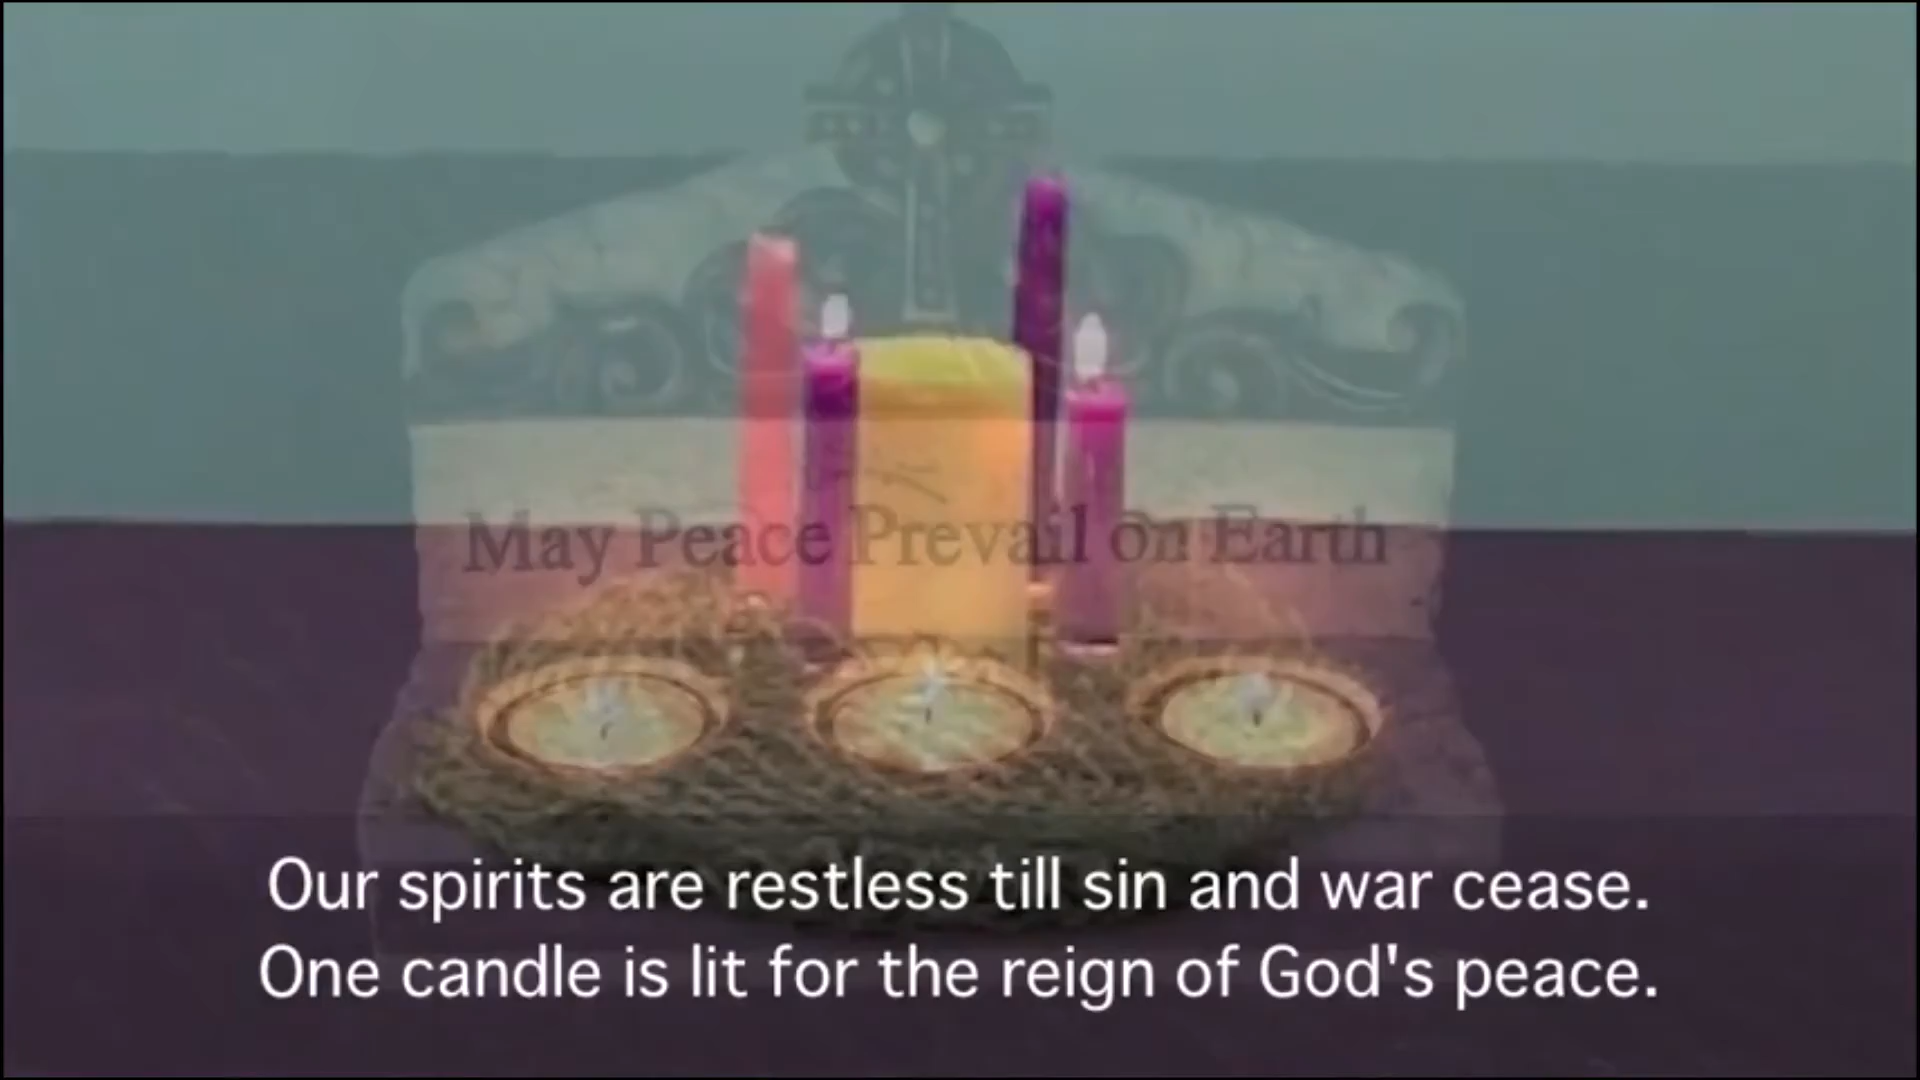 May Peace Prevail on Earth
Our spirits are restless till sin and war cease.
One candle is lit for the reign of God's peace.